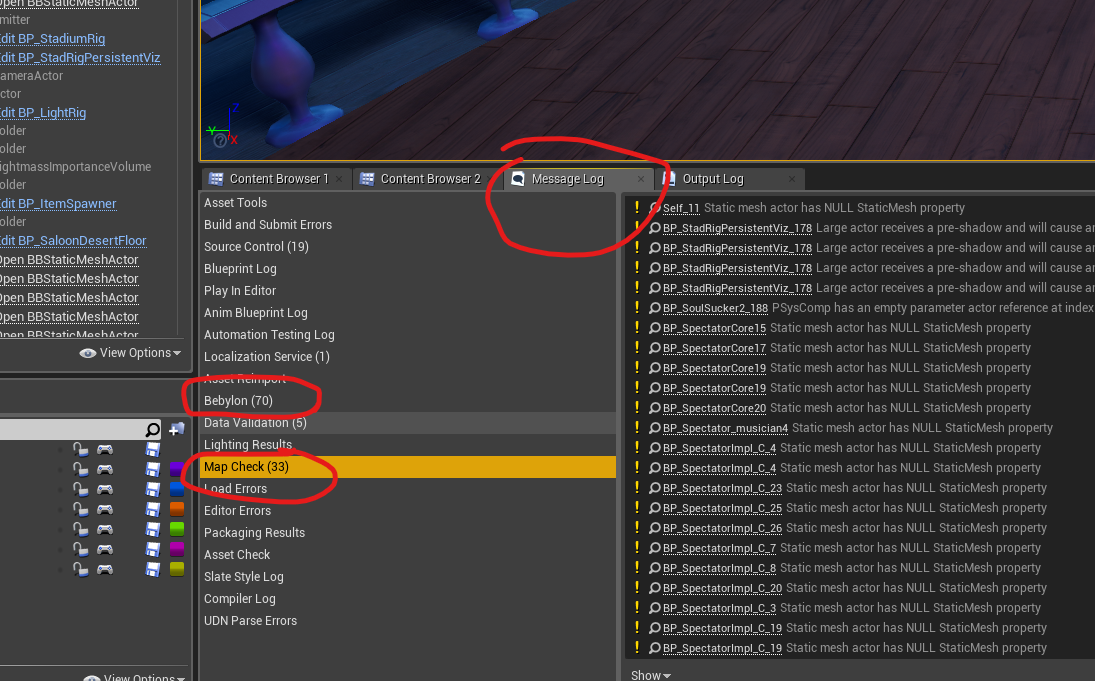 Open BBStaticMeshActor
Emitter
Edit BP_StadiumRig
Edit BP_StadRigPersistentViz
CameraActor
Actor
Edit BP_LightRig
Folder
Folder
LightmassImportanceVolume
Folder
Edit BP_ItemSpawner
Folder
Edit BP_SaloonDesertFloor
Open BBStaticMeshActor
Open BBStaticMeshActor
Open BBStaticMeshActor
Open BBStaticMeshActor
Open BBStaticMeshActor
View Options
View Options
Z
Y
X
?
Content Browser 1
Content Browser 2
Message Log
Output Log
Asset Tools
Build and Submit Errors
Source Control (19)
Blueprint Log
Play In Editor
Anim Blueprint Log
Automation Testing Log
Localization Service (1)
Asset Reimport
Bebylon (70)
Data Validation (5)
Lighting Results
Map Check (33)
Load Errors
Editor Errors
Packaging Results
Asset Check
Slate Style Log
Compiler Log
UDN Parse Errors
Self_11 Static mesh actor has NULL StaticMesh property
BP_StadRigPersistentViz_178 Large actor receives a pre-shadow and will cause an
BP_StadRigPersistentViz_178 Large actor receives a pre-shadow and will cause an
BP_StadRigPersistentViz_178 Large actor receives a pre-shadow and will cause an
BP_StadRigPersistentViz_178 Large actor receives a pre-shadow and will cause an
BP_SoulSucker2_188 PSysComp has an empty parameter actor reference at index
BP_SpectatorCore15 Static mesh actor has NULL StaticMesh property
BP_SpectatorCore17 Static mesh actor has NULL StaticMesh property
BP_SpectatorCore19 Static mesh actor has NULL StaticMesh property
BP_SpectatorCore19 Static mesh actor has NULL StaticMesh property
BP_SpectatorCore20 Static mesh actor has NULL StaticMesh property
BP_Spectator_musician4 Static mesh actor has NULL StaticMesh property
BP_SpectatorImpl_C_4 Static mesh actor has NULL StaticMesh property
BP_SpectatorImpl_C_4 Static mesh actor has NULL StaticMesh property
BP_SpectatorImpl_C_23 Static mesh actor has NULL StaticMesh property
BP_SpectatorImpl_C_25 Static mesh actor has NULL StaticMesh property
BP_SpectatorImpl_C_26 Static mesh actor has NULL StaticMesh property
BP_SpectatorImpl_C_7 Static mesh actor has NULL StaticMesh property
BP_SpectatorImpl_C_8 Static mesh actor has NULL StaticMesh property
BP_SpectatorImpl_C_20 Static mesh actor has NULL StaticMesh property
BP_SpectatorImpl_C_3 Static mesh actor has NULL StaticMesh property
BP_SpectatorImpl_C_19 Static mesh actor has NULL StaticMesh property
BP_SpectatorImpl_C_19 Static mesh actor has NULL StaticMesh property
Show